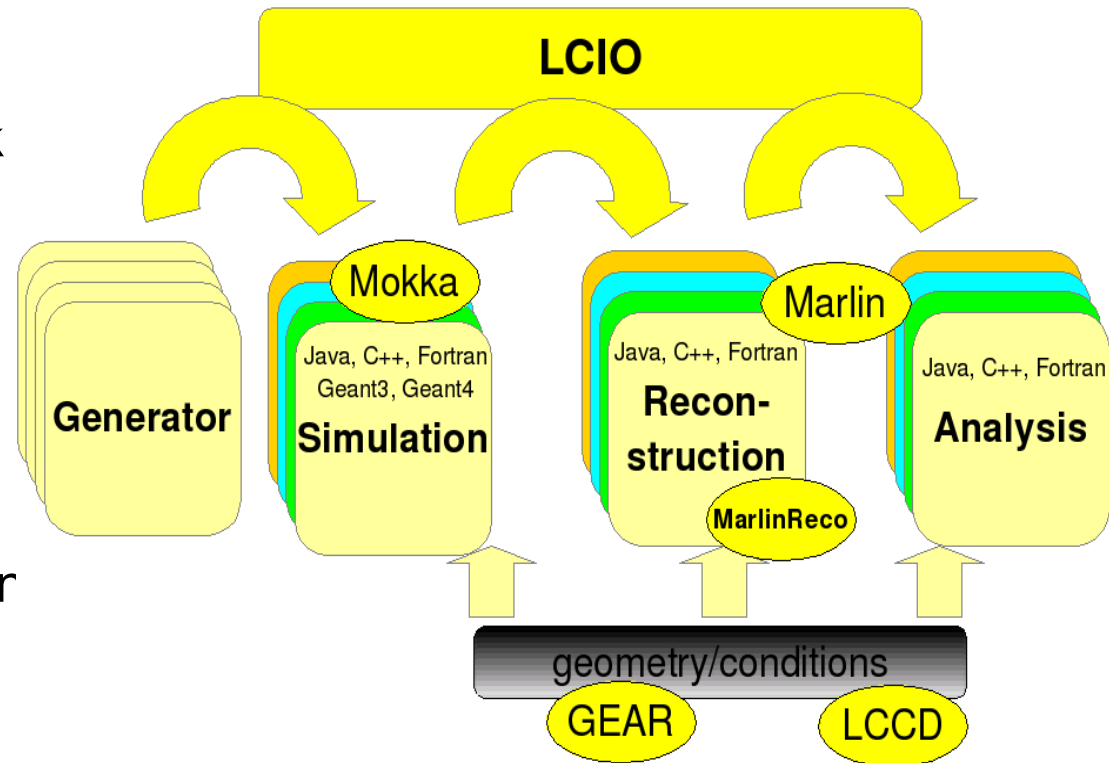 LCIO
Mokka
Marlin
Generator
Java, C++, Fortran
Geant3, Geant4
Simulation
Java, C++, Fortran
Recon-
struction
MarlinReco
Java, C++, Fortran
Analysis
geometry/conditions
GEAR
LCCD